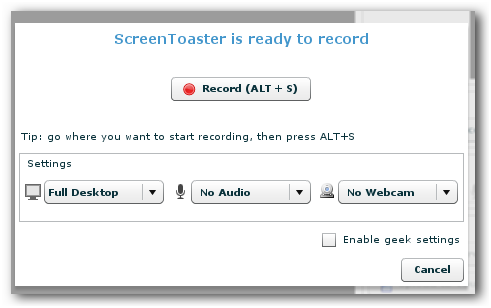 ScreenToaster is ready to record
Record (ALT + S)
Tip: go where you want to start recording, then press ALT+S
Settings
Full Desktop No Audio No Webcam
Enable geek settings
Cancel